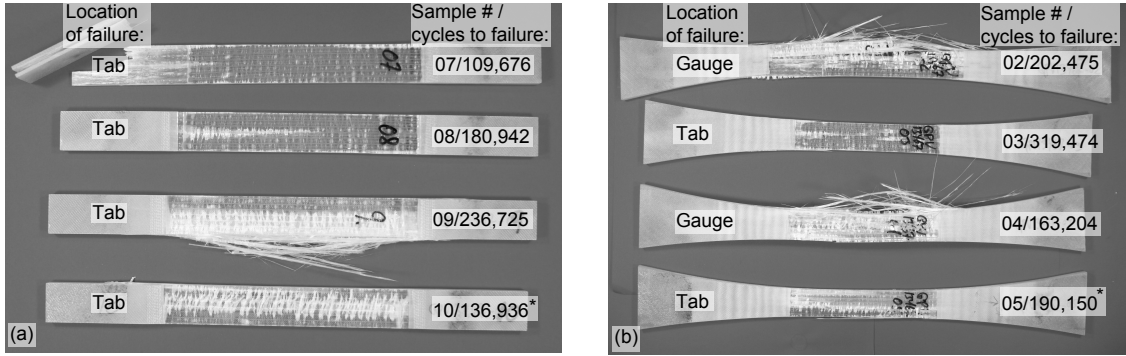 Location
of failure:
Sample # /
cycles to failure:
Tab
07
07/109,676
Tab
08
08/180,942
Tab
09/236,725
Tab
10/136,936*
(a)
Location
of failure:
Sample # /
cycles to failure:
Gauge
02/202,475
Tab
03/319,474
Gauge
04/163,204
Tab
05/190,150*
(b)